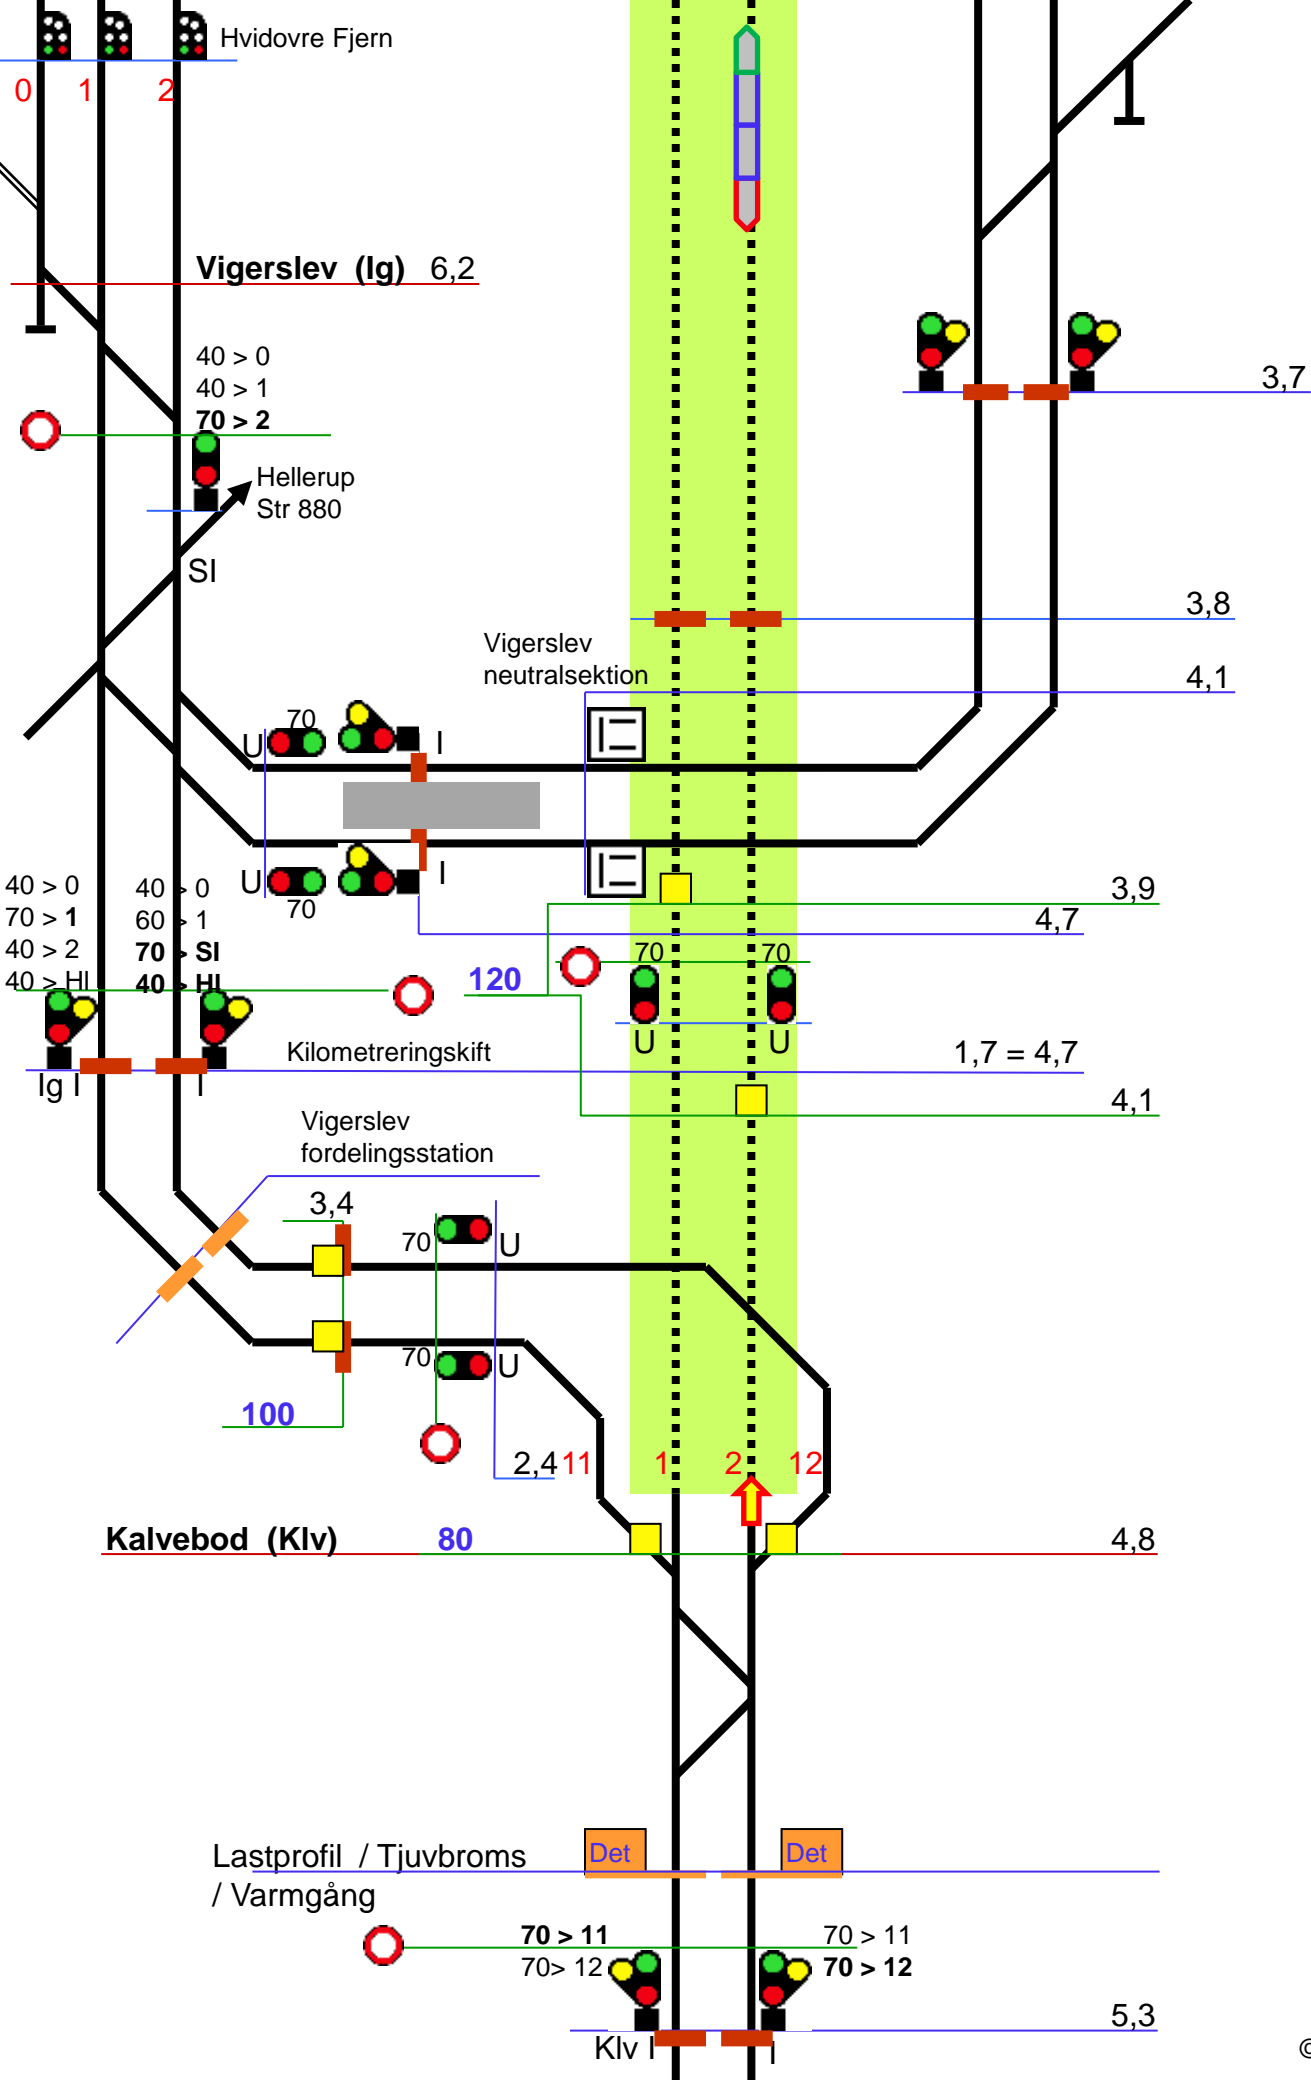 Hvidovre Fjern
0 1 2
Vigerslev (Ig) 6,2
40 > 0
40 > 1
70 > 2
3,7
Hellerup
Str 880
SI
3,8
Vigerslev
neutralsektion
4,1
70
U I
U I
70
40 > 0
70 > 1
40 > 2
40 > HI
40 > 0
60 > 1
70 > SI
40 > HI
3,9
4,7
70 70
120
U U
Kilometreringskift
1,7 = 4,7
Ig I I
4,1
Vigerslev
fordelingsstation
3,4
70 U
70 U
100
2,4 11 1 2 12
Kalvebod (Klv) 80 4,8
Det Det
Lastprofil / Tjuvbroms
/ Varmgång
70 > 11
70> 12
70 > 11
70 > 12
5,3
Klv I I
©